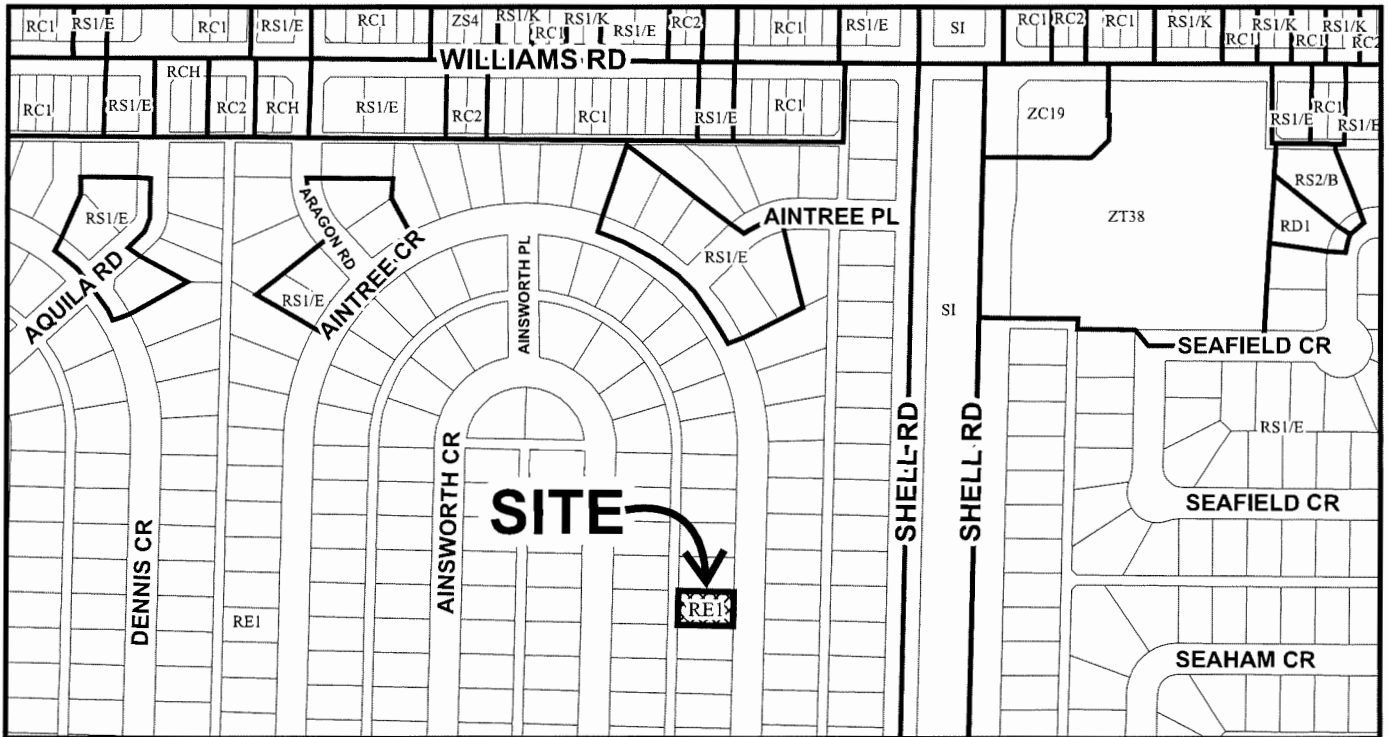 RC1
RS1/E
RC1
RS1/E
RC1
ZS4
RS1/K
RC1
RS1/K
RS1/E
RC2
RC1
RS1/E
SI
RC1
RC2
RC1
RS1/K
RC1
RS1/K
RC1
RS1/K
RC2
WILLIAMS RD
RC1
RS1/E
RCH
RC2
RCH
RS1/E
RC2
RC1
RS1/E
RC1
ZC19
RS1/E
RC1
RS1/E
RS1/E
ARAGON RD
AINTREE PL
ZT38
RS2/B
RD1
AQUILA RD
RS1/E
AINTREE CR
AINSWORTH PL
RS1/E
SI
SEAFIELD CR
RS1/E
DENNIS CR
AINSWORTH CR
SITE
SHELL RD
SHELL RD
SEAFIELD CR
RE1
RE1
SEAHAM CR